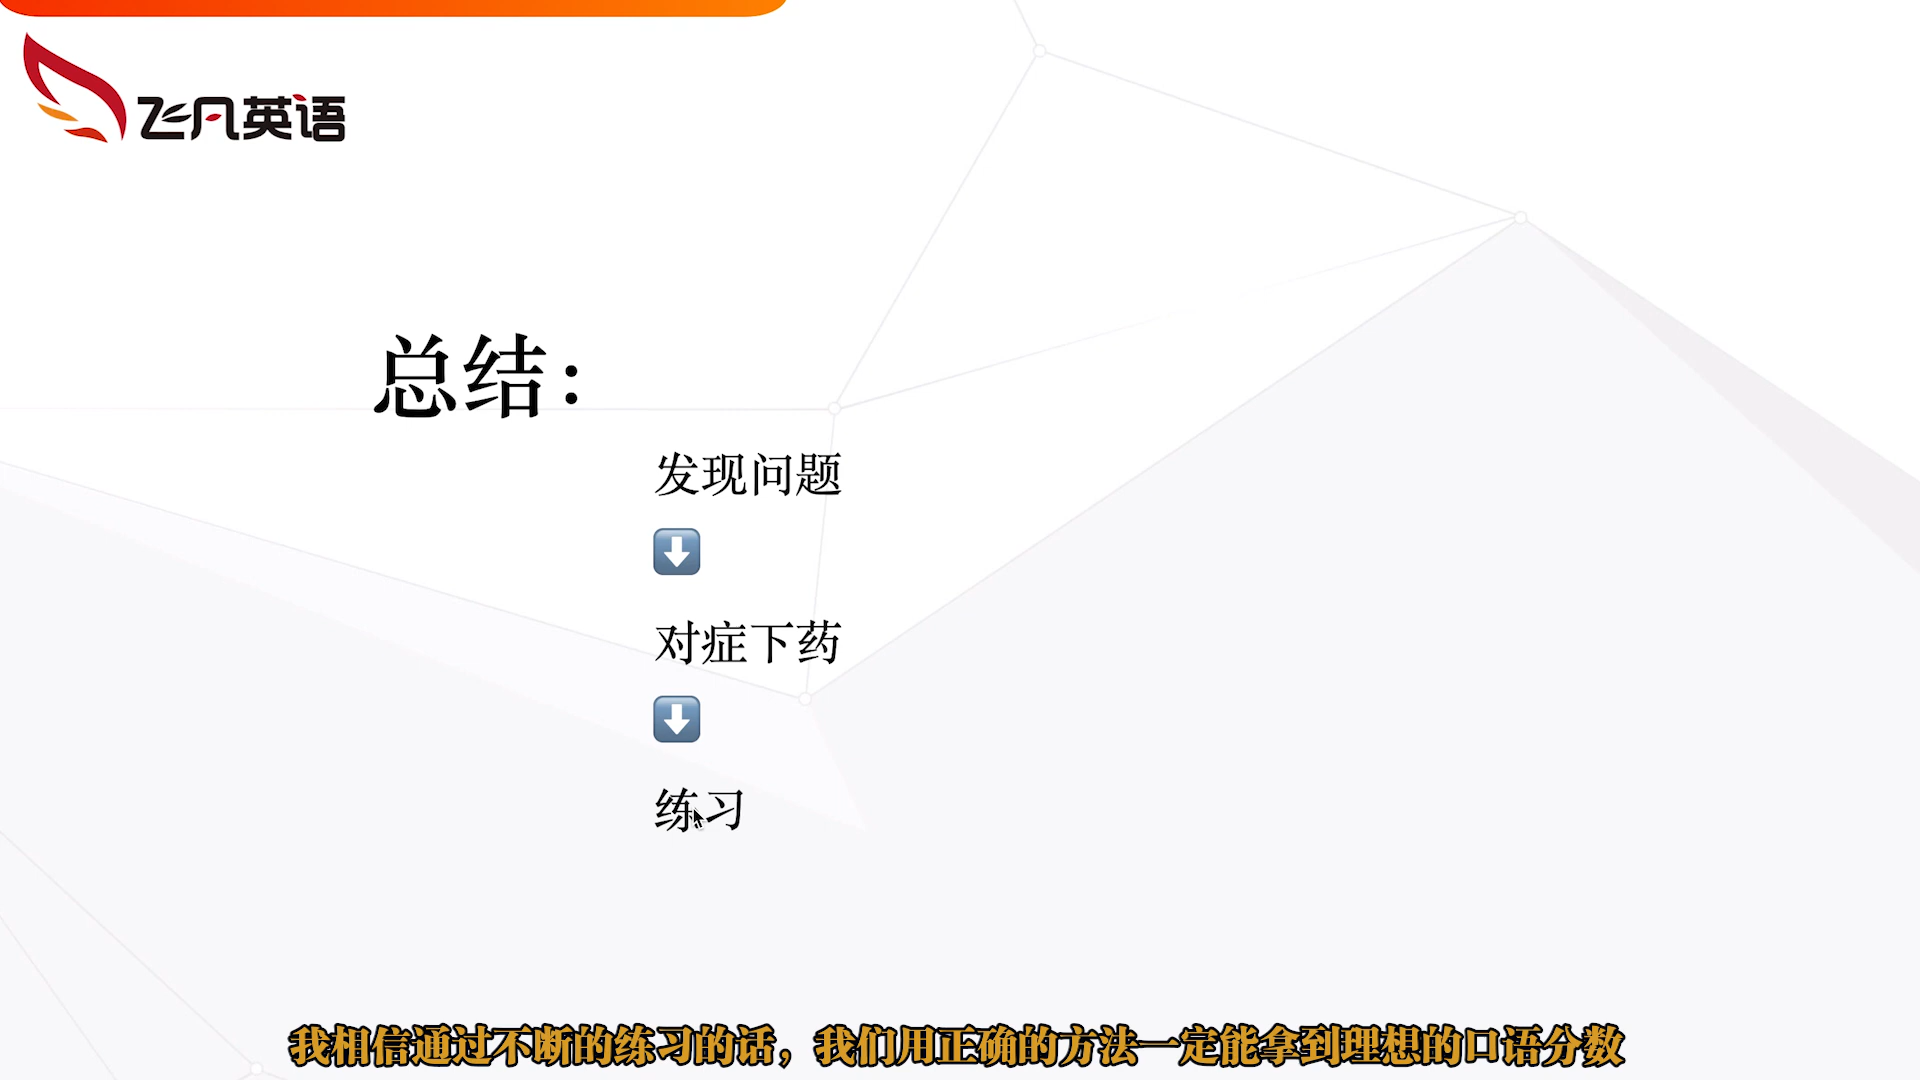 飞凡英语
总结：
发现问题
对症下药
练习
我相信通过不断的练习的话，我们用正确的方法一定能拿到理想的口语分数